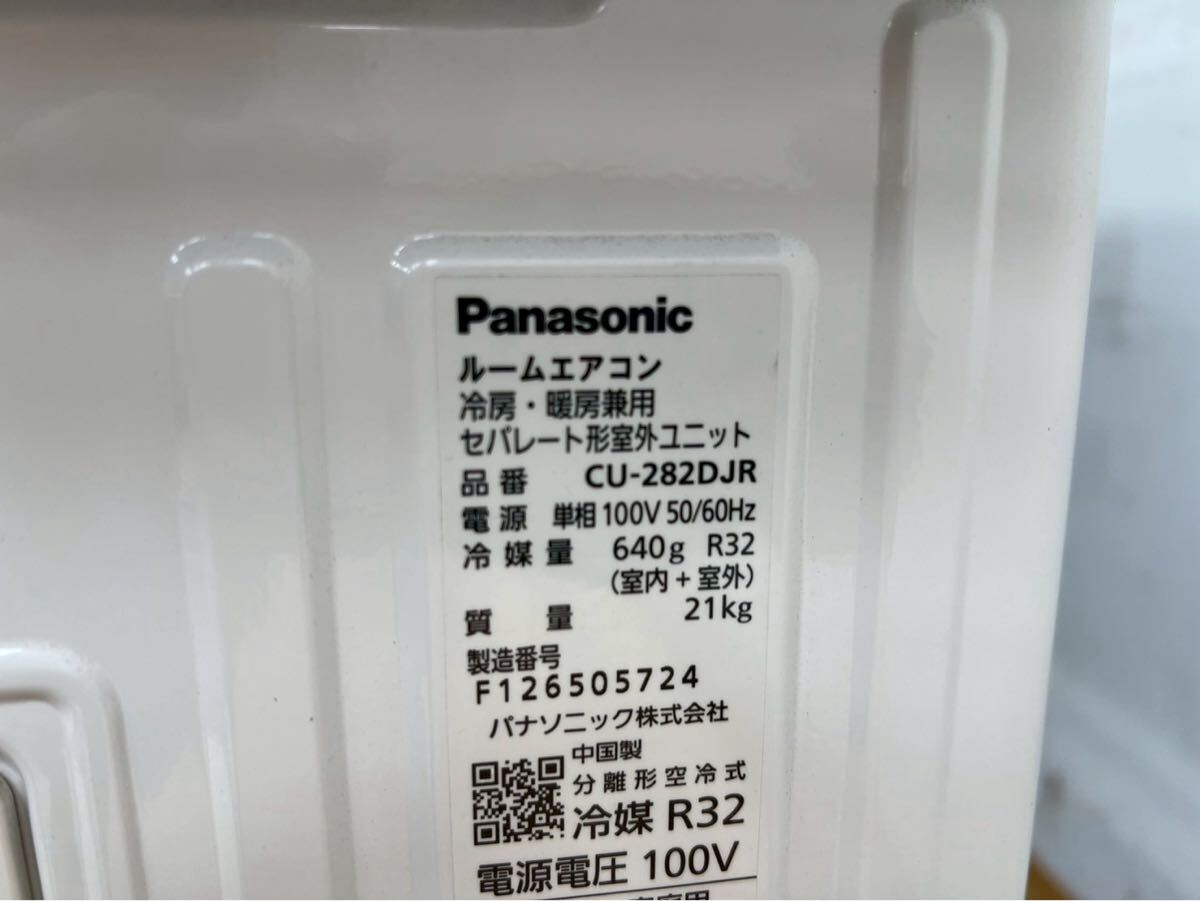 Panasonic
ルームエアコン
冷房・暖房兼用
セパレート形室外ユニット
品番 CU-282DJR
電源 単相100V 50/60Hz
冷媒量 640g R32
(室内+室外)
質量 21kg
製造番号
F126505724
パナソニック株式会社
中国製
分離形空冷式
冷媒 R32
電源電圧 100V